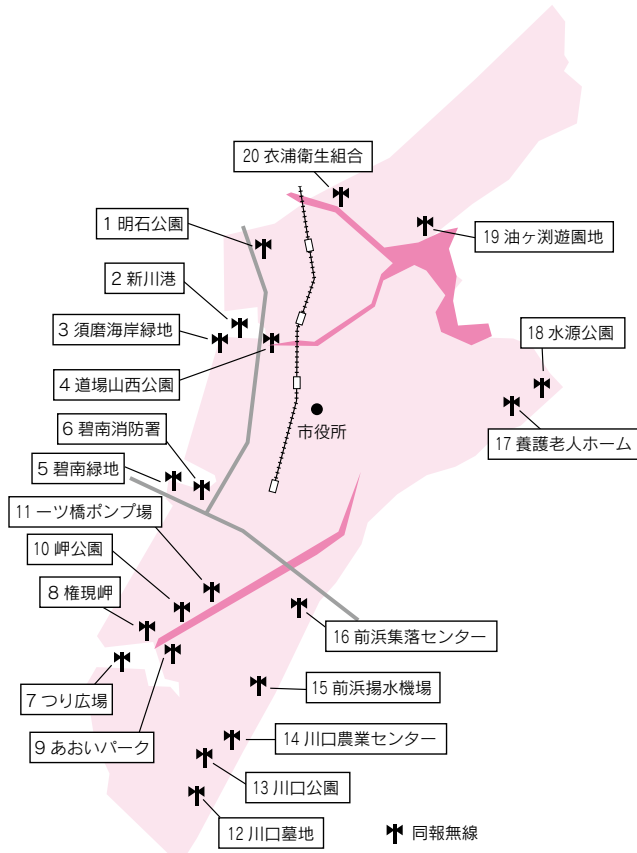 20 衣浦衛生組合
1 明石公園
19 油ヶ渕遊園地
2 新川港
3 須磨海岸緑地
18 水源公園
4 道場山西公園
6 碧南消防署
市役所
17 養護老人ホーム
5 碧南緑地
11 一ツ橋ポンプ場
10 岬公園
8 権現岬
16 前浜集落センター
7 つり広場
15 前浜揚水機場
9 あおいパーク
14 川口農業センター
13 川口公園
12 川口墓地
同報無線